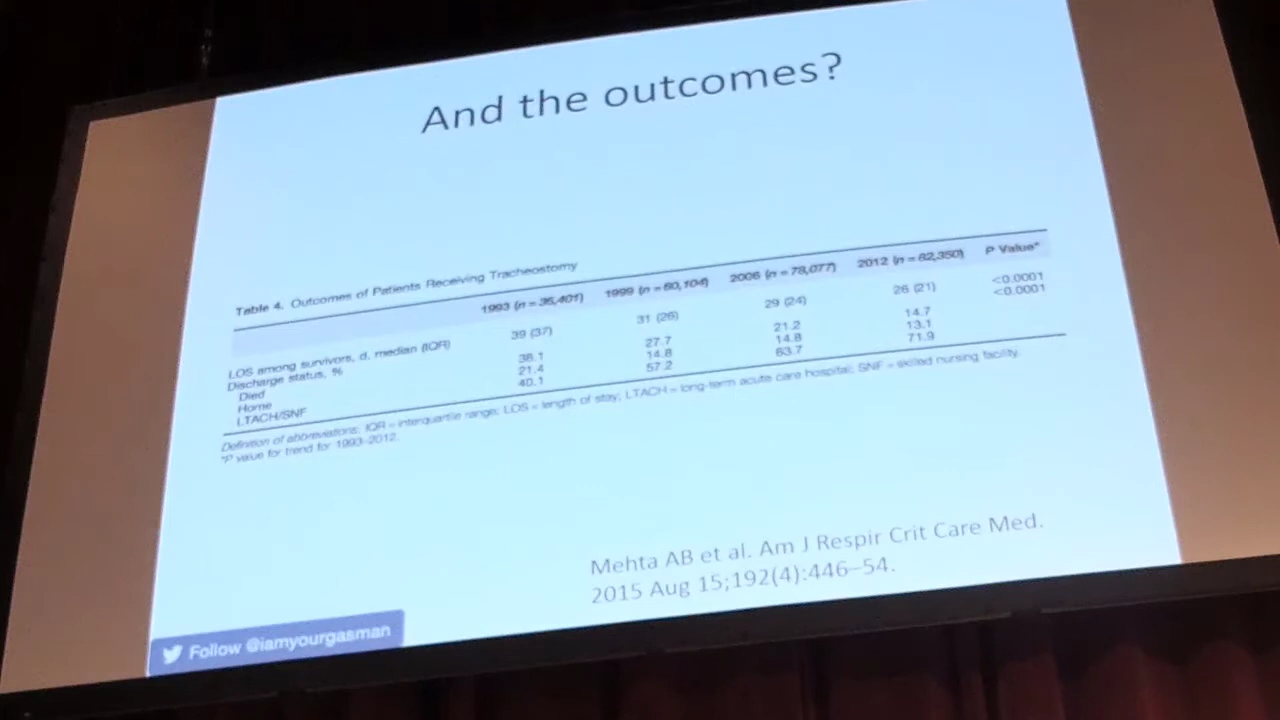 And the outcomes?
Table 4. Outcomes of Patients Receiving Tracheostomy
1993 (n = 36,401) 1999 (n = 60,104) 2006 (n = 78,077) 2012 (n = 82,350) P Value*
LOS among survivors, d, median (IQR) 39 (37) 31 (26) 29 (24) 26 (21) <0.0001
Discharge status, % <0.0001
Died 38.1 27.7 21.2 14.7
Home 21.4 14.8 14.8 13.1
LTACH/SNF 40.1 57.2 63.7 71.9
Definition of abbreviations: IQR = interquartile range; LOS = length of stay; LTACH = long-term acute care hospital; SNF = skilled nursing facility.
*P value for trend for 1993–2012.
Mehta AB et al. Am J Respir Crit Care Med.
2015 Aug 15;192(4):446–54.
Follow @iamyourgasman